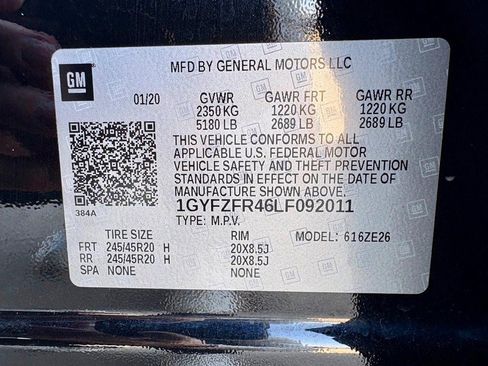 GM
MFD BY GENERAL MOTORS LLC
01/20 GVWR GAWR FRT GAWR RR
2350 KG 1220 KG 1220 KG
5180 LB 2689 LB 2689 LB
THIS VEHICLE CONFORMS TO ALL
APPLICABLE U.S. FEDERAL MOTOR
VEHICLE SAFETY AND THEFT PREVENTION
STANDARDS IN EFFECT ON THE DATE OF
MANUFACTURE SHOWN ABOVE.
384A 1GYFZFR46LF092011
TYPE: M.P.V.
TIRE SIZE RIM MODEL: 616ZE26
FRT 245/45R20 H 20X8.5J
RR 245/45R20 H 20X8.5J
SPA NONE NONE